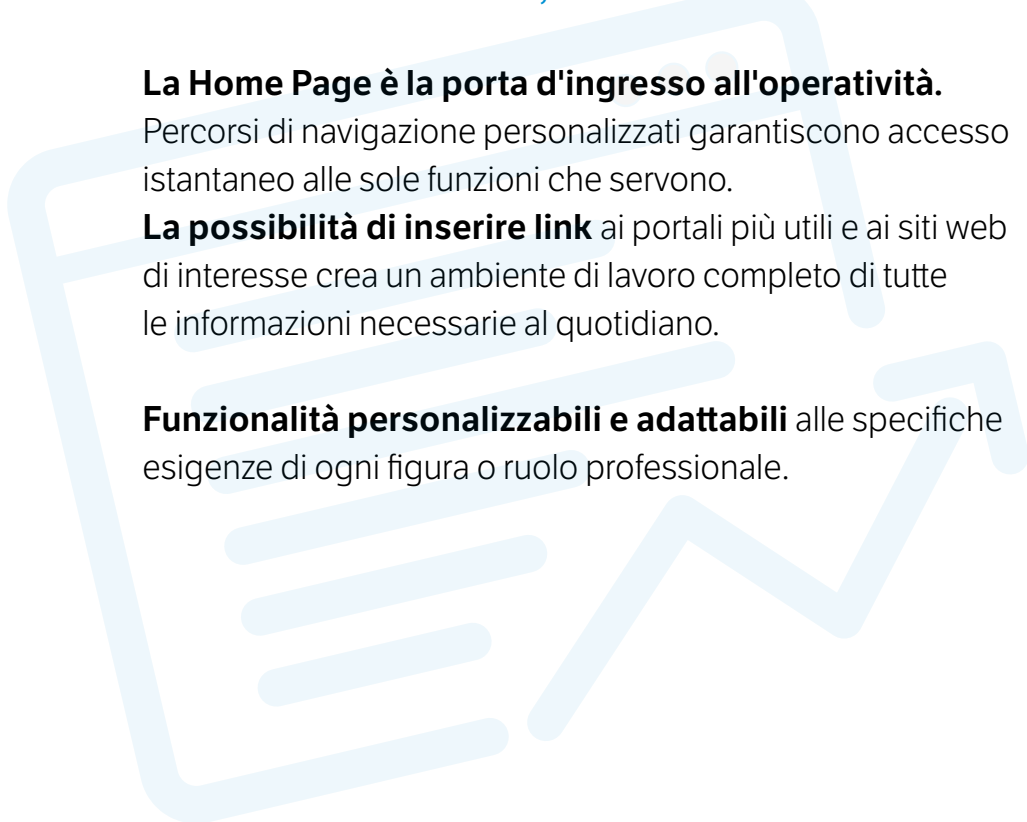 La Home Page è la porta d'ingresso all'operatività.
Percorsi di navigazione personalizzati garantiscono accesso
istantaneo alle sole funzioni che servono.
La possibilità di inserire link ai portali più utili e ai siti web
di interesse crea un ambiente di lavoro completo di tutte
le informazioni necessarie al quotidiano.
Funzionalità personalizzabili e adattabili alle specifiche
esigenze di ogni figura o ruolo professionale.